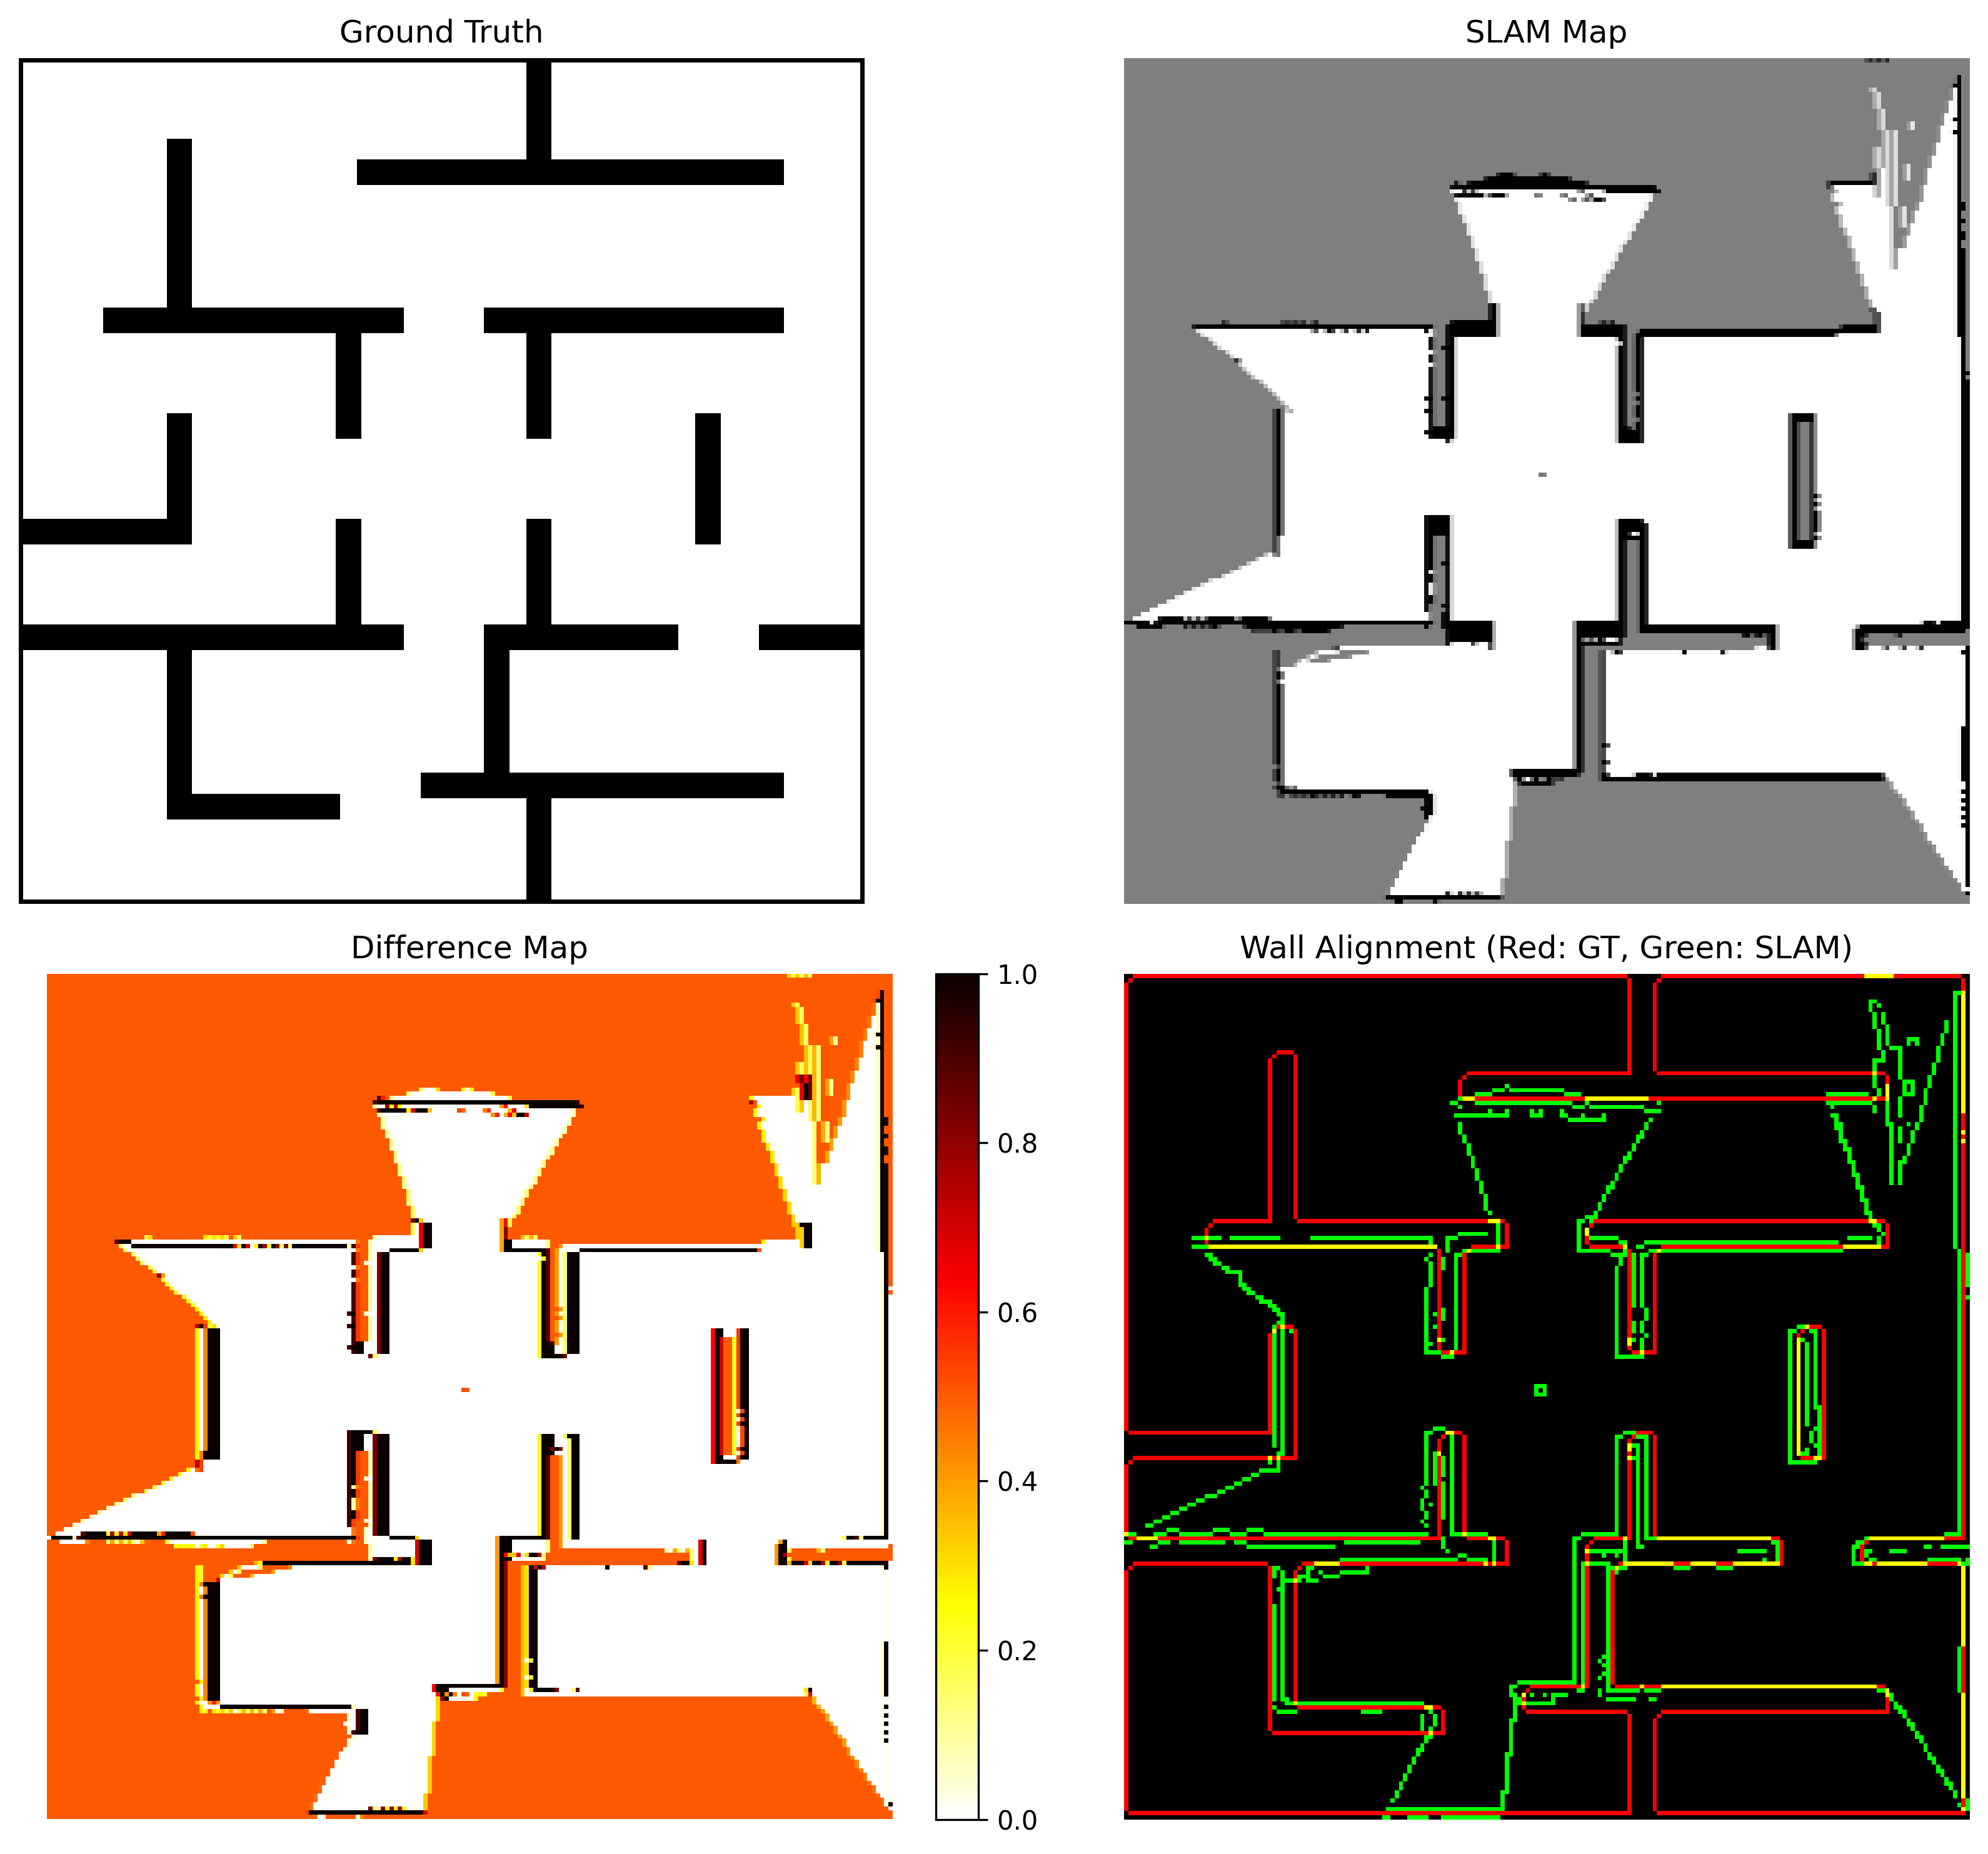 Ground Truth
SLAM Map
Difference Map
1.0
0.8
0.6
0.4
0.2
0.0
Wall Alignment (Red: GT, Green: SLAM)